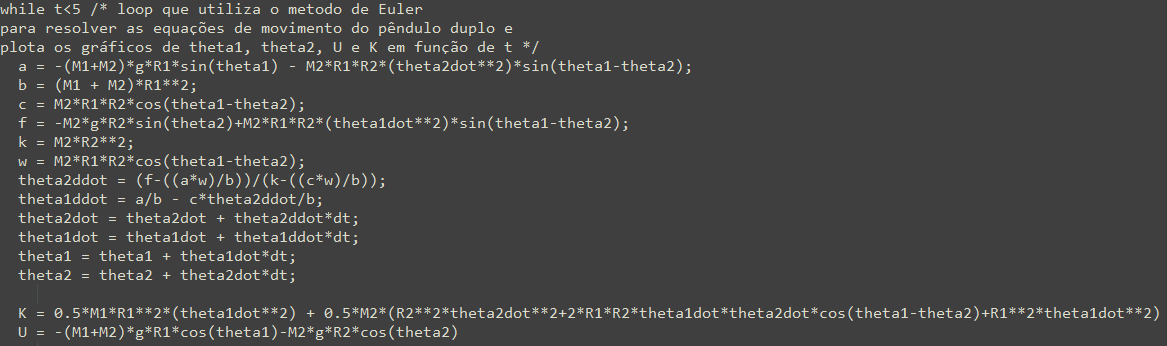 while t<5 /* loop que utiliza o metodo de Euler
para resolver as equações de movimento do pêndulo duplo e
plota os gráficos de theta1, theta2, U e K em função de t */
a = -(M1+M2)*g*R1*sin(theta1) - M2*R1*R2*(theta2dot**2)*sin(theta1-theta2);
b = (M1 + M2)*R1**2;
c = M2*R1*R2*cos(theta1-theta2);
f = -M2*g*R2*sin(theta2)+M2*R1*R2*(theta1dot**2)*sin(theta1-theta2);
k = M2*R2**2;
w = M2*R1*R2*cos(theta1-theta2);
theta2ddot = (f-((a*w)/b))/(k-((c*w)/b));
theta1ddot = a/b - c*theta2ddot/b;
theta2dot = theta2dot + theta2ddot*dt;
theta1dot = theta1dot + theta1ddot*dt;
theta1 = theta1 + theta1dot*dt;
theta2 = theta2 + theta2dot*dt;
K = 0.5*M1*R1**2*(theta1dot**2) + 0.5*M2*(R2**2*theta2dot**2+2*R1*R2*theta1dot*theta2dot*cos(theta1-theta2)+R1**2*theta1dot**2)
U = -(M1+M2)*g*R1*cos(theta1)-M2*g*R2*cos(theta2)